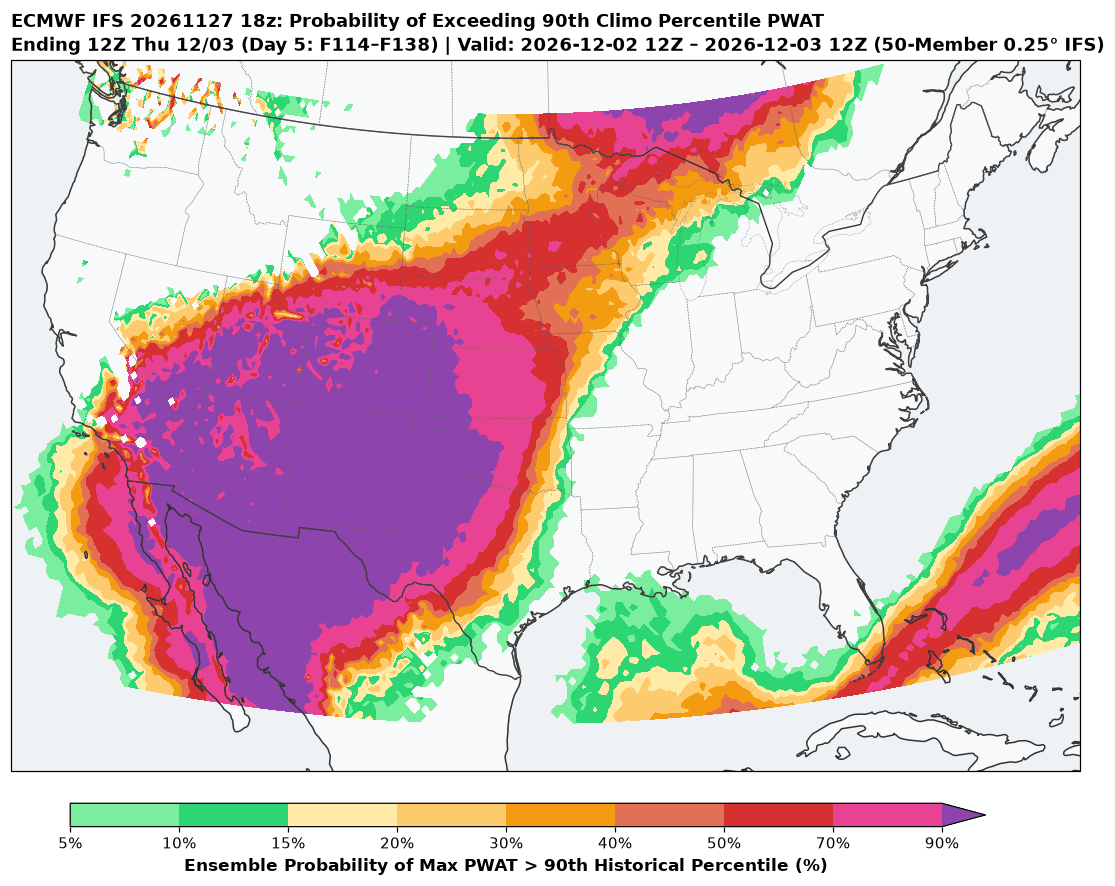 ECMWF IFS 20261127 18z: Probability of Exceeding 90th Climo Percentile PWAT
Ending 12Z Thu 12/03 (Day 5: F114–F138) | Valid: 2026-12-02 12Z – 2026-12-03 12Z (50-Member 0.25° IFS)
5% 10% 15% 20% 30% 40% 50% 70% 90%
Ensemble Probability of Max PWAT > 90th Historical Percentile (%)